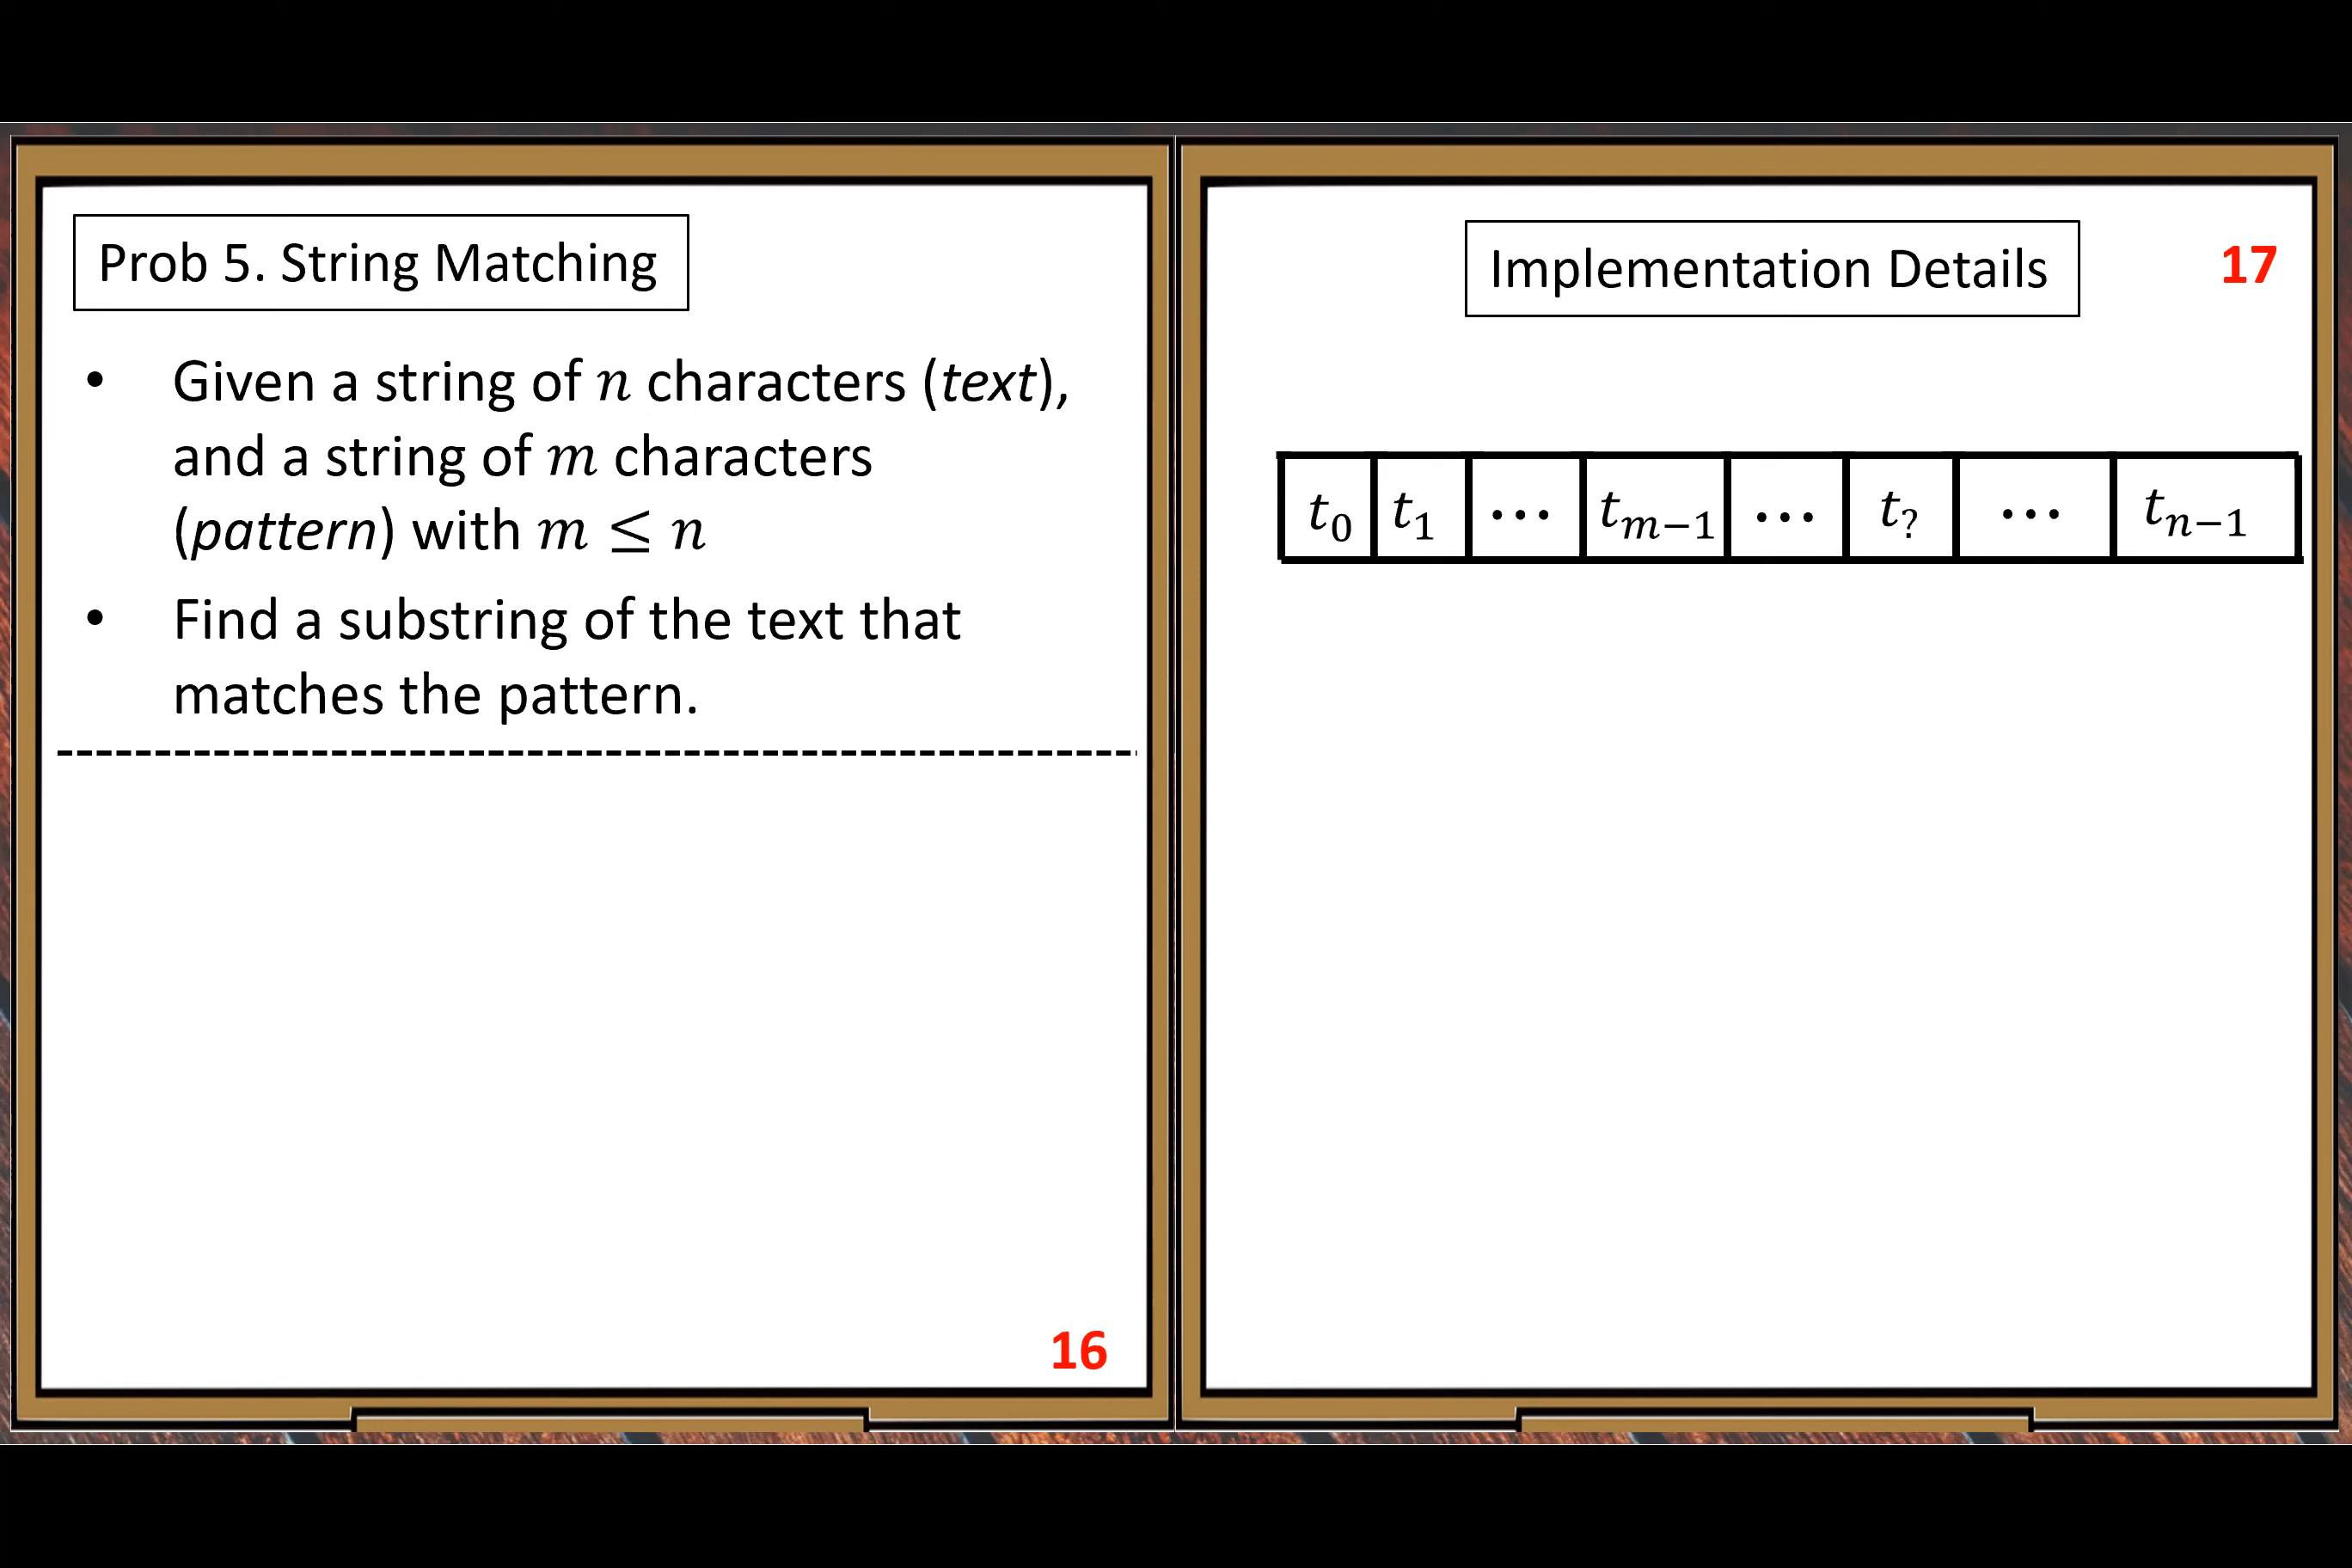 Prob 5. String Matching
• Given a string of n characters (text),
and a string of m characters
(pattern) with m ≤ n
• Find a substring of the text that
matches the pattern.
16
Implementation Details
17
t₀ t₁ ⋯ tₘ₋₁ ⋯ t_? ⋯ tₙ₋₁